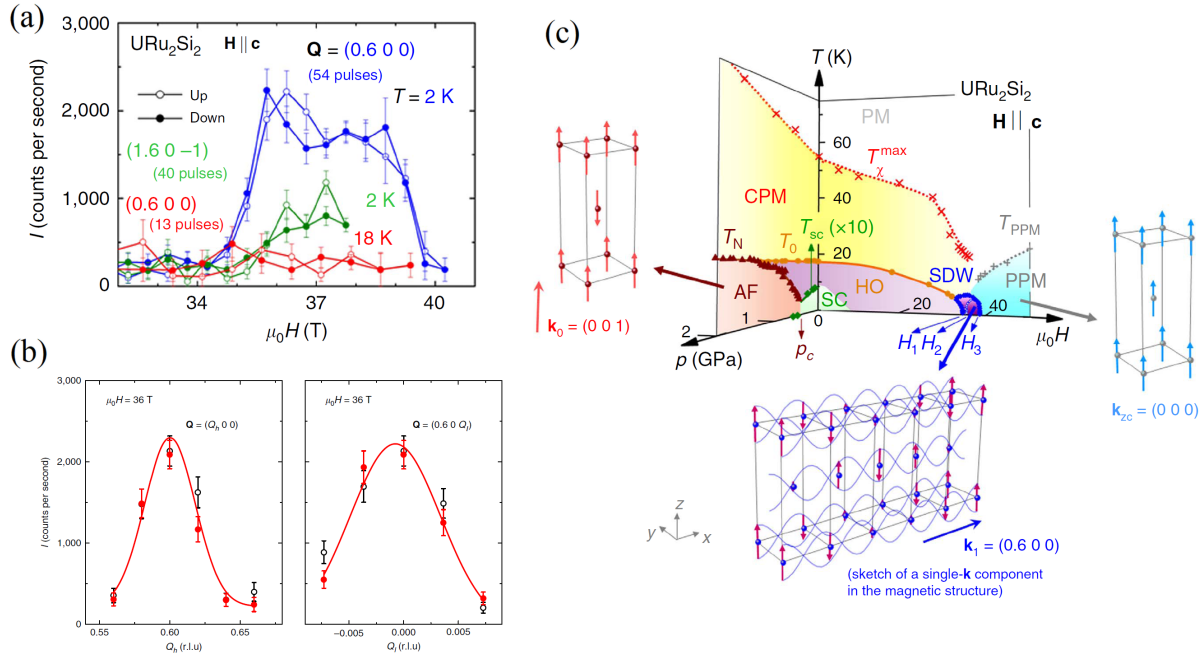 (a)
3,000
2,000
1,000
0
I (counts per second)
URu2Si2 H || c
Q = (0.6 0 0)
(54 pulses)
Up
Down
T = 2 K
(1.6 0 –1)
(40 pulses)
(0.6 0 0)
(13 pulses)
2 K
18 K
34 37 40
μ0H (T)
(b)
3,000
2,000
1,000
0
I (counts per second)
μ0H = 36 T
Q = (Qh 0 0)
0.55 0.60 0.65
Qh (r.l.u)
μ0H = 36 T
Q = (0.6 0 Ql)
−0.005 0.000 0.005
Ql (r.l.u)
(c)
T (K)
URu2Si2
H || c
PM
60
Tχmax
40
CPM
Tsc (×10)
TN
T0
20
TPPM
SDW
PPM
AF
HO
SC
20
40
0
1
2
p (GPa)
pc
H1 H2 H3
μ0H
k0 = (0 0 1)
kzc = (0 0 0)
z
y
x
k1 = (0.6 0 0)
(sketch of a single-k component
in the magnetic structure)